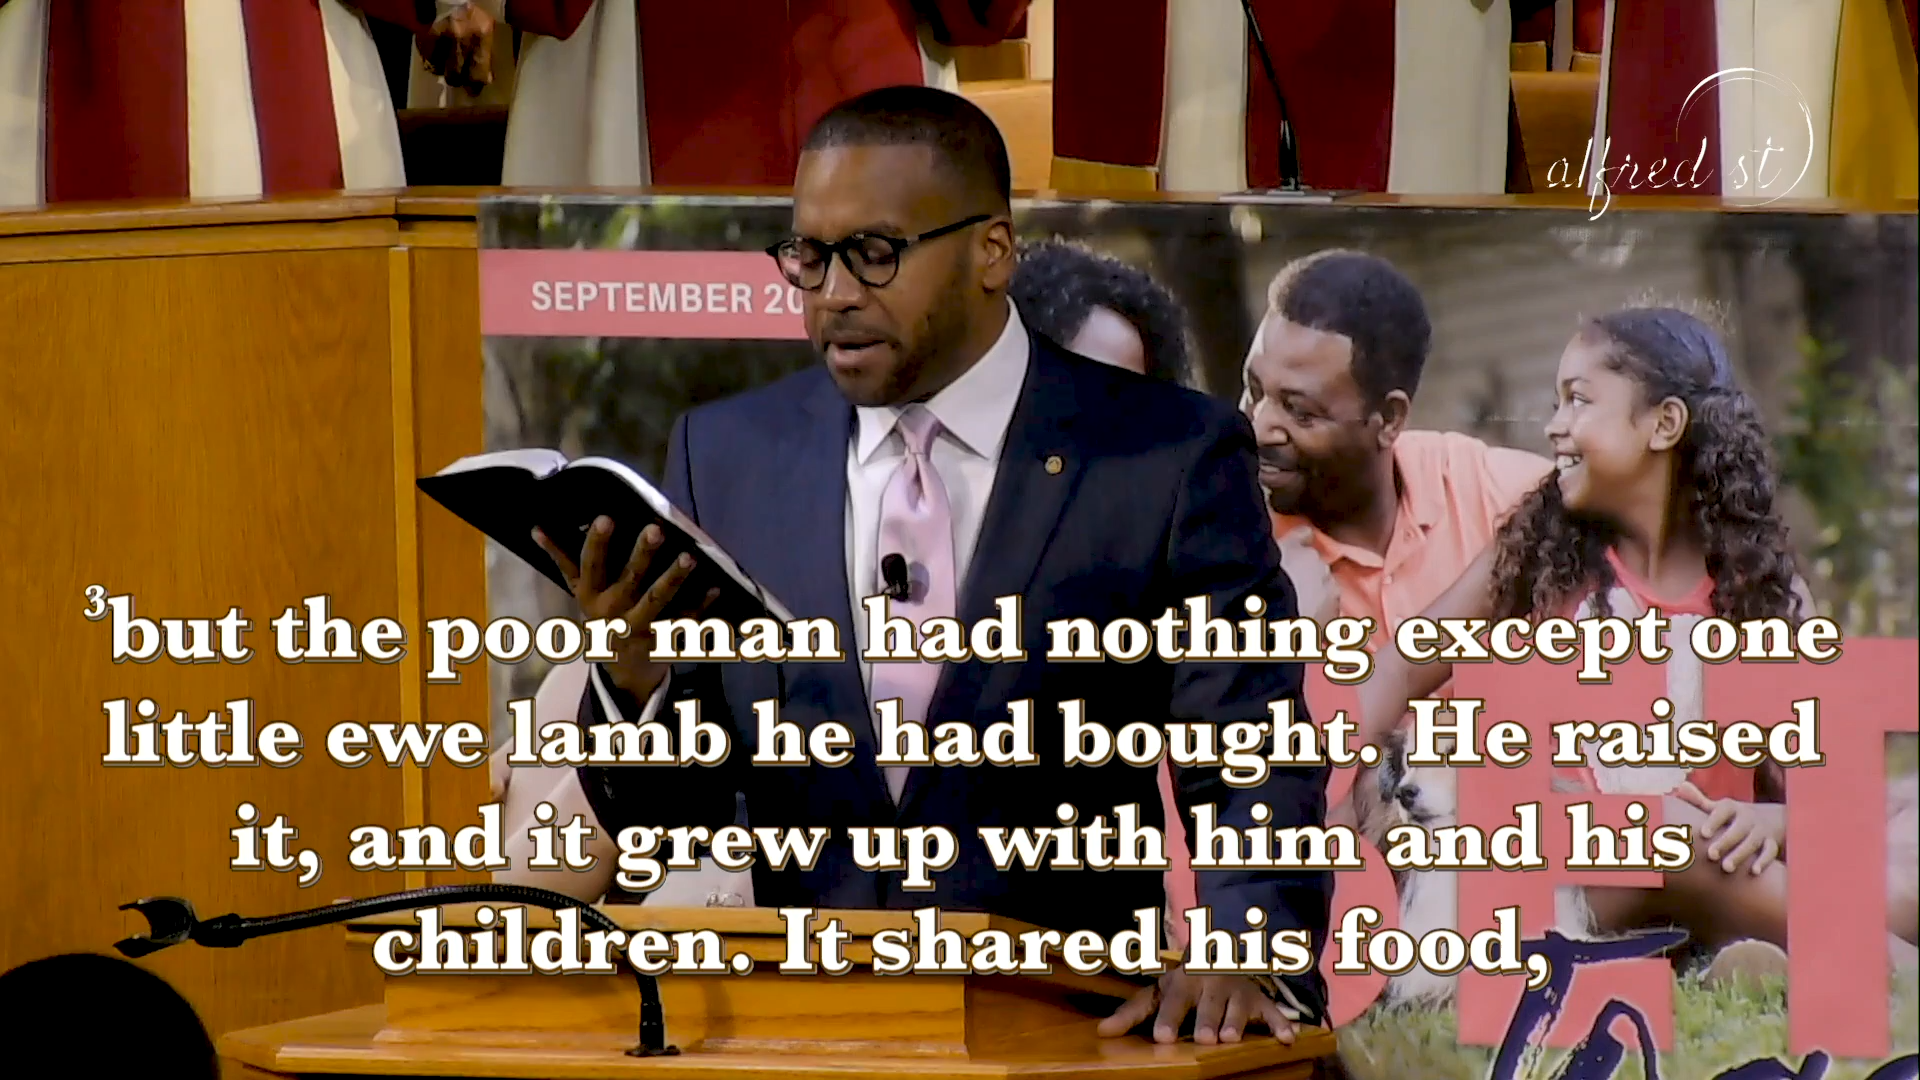 alfred st
SEPTEMBER 20
³but the poor man had nothing except one
little ewe lamb he had bought. He raised
it, and it grew up with him and his
children. It shared his food,